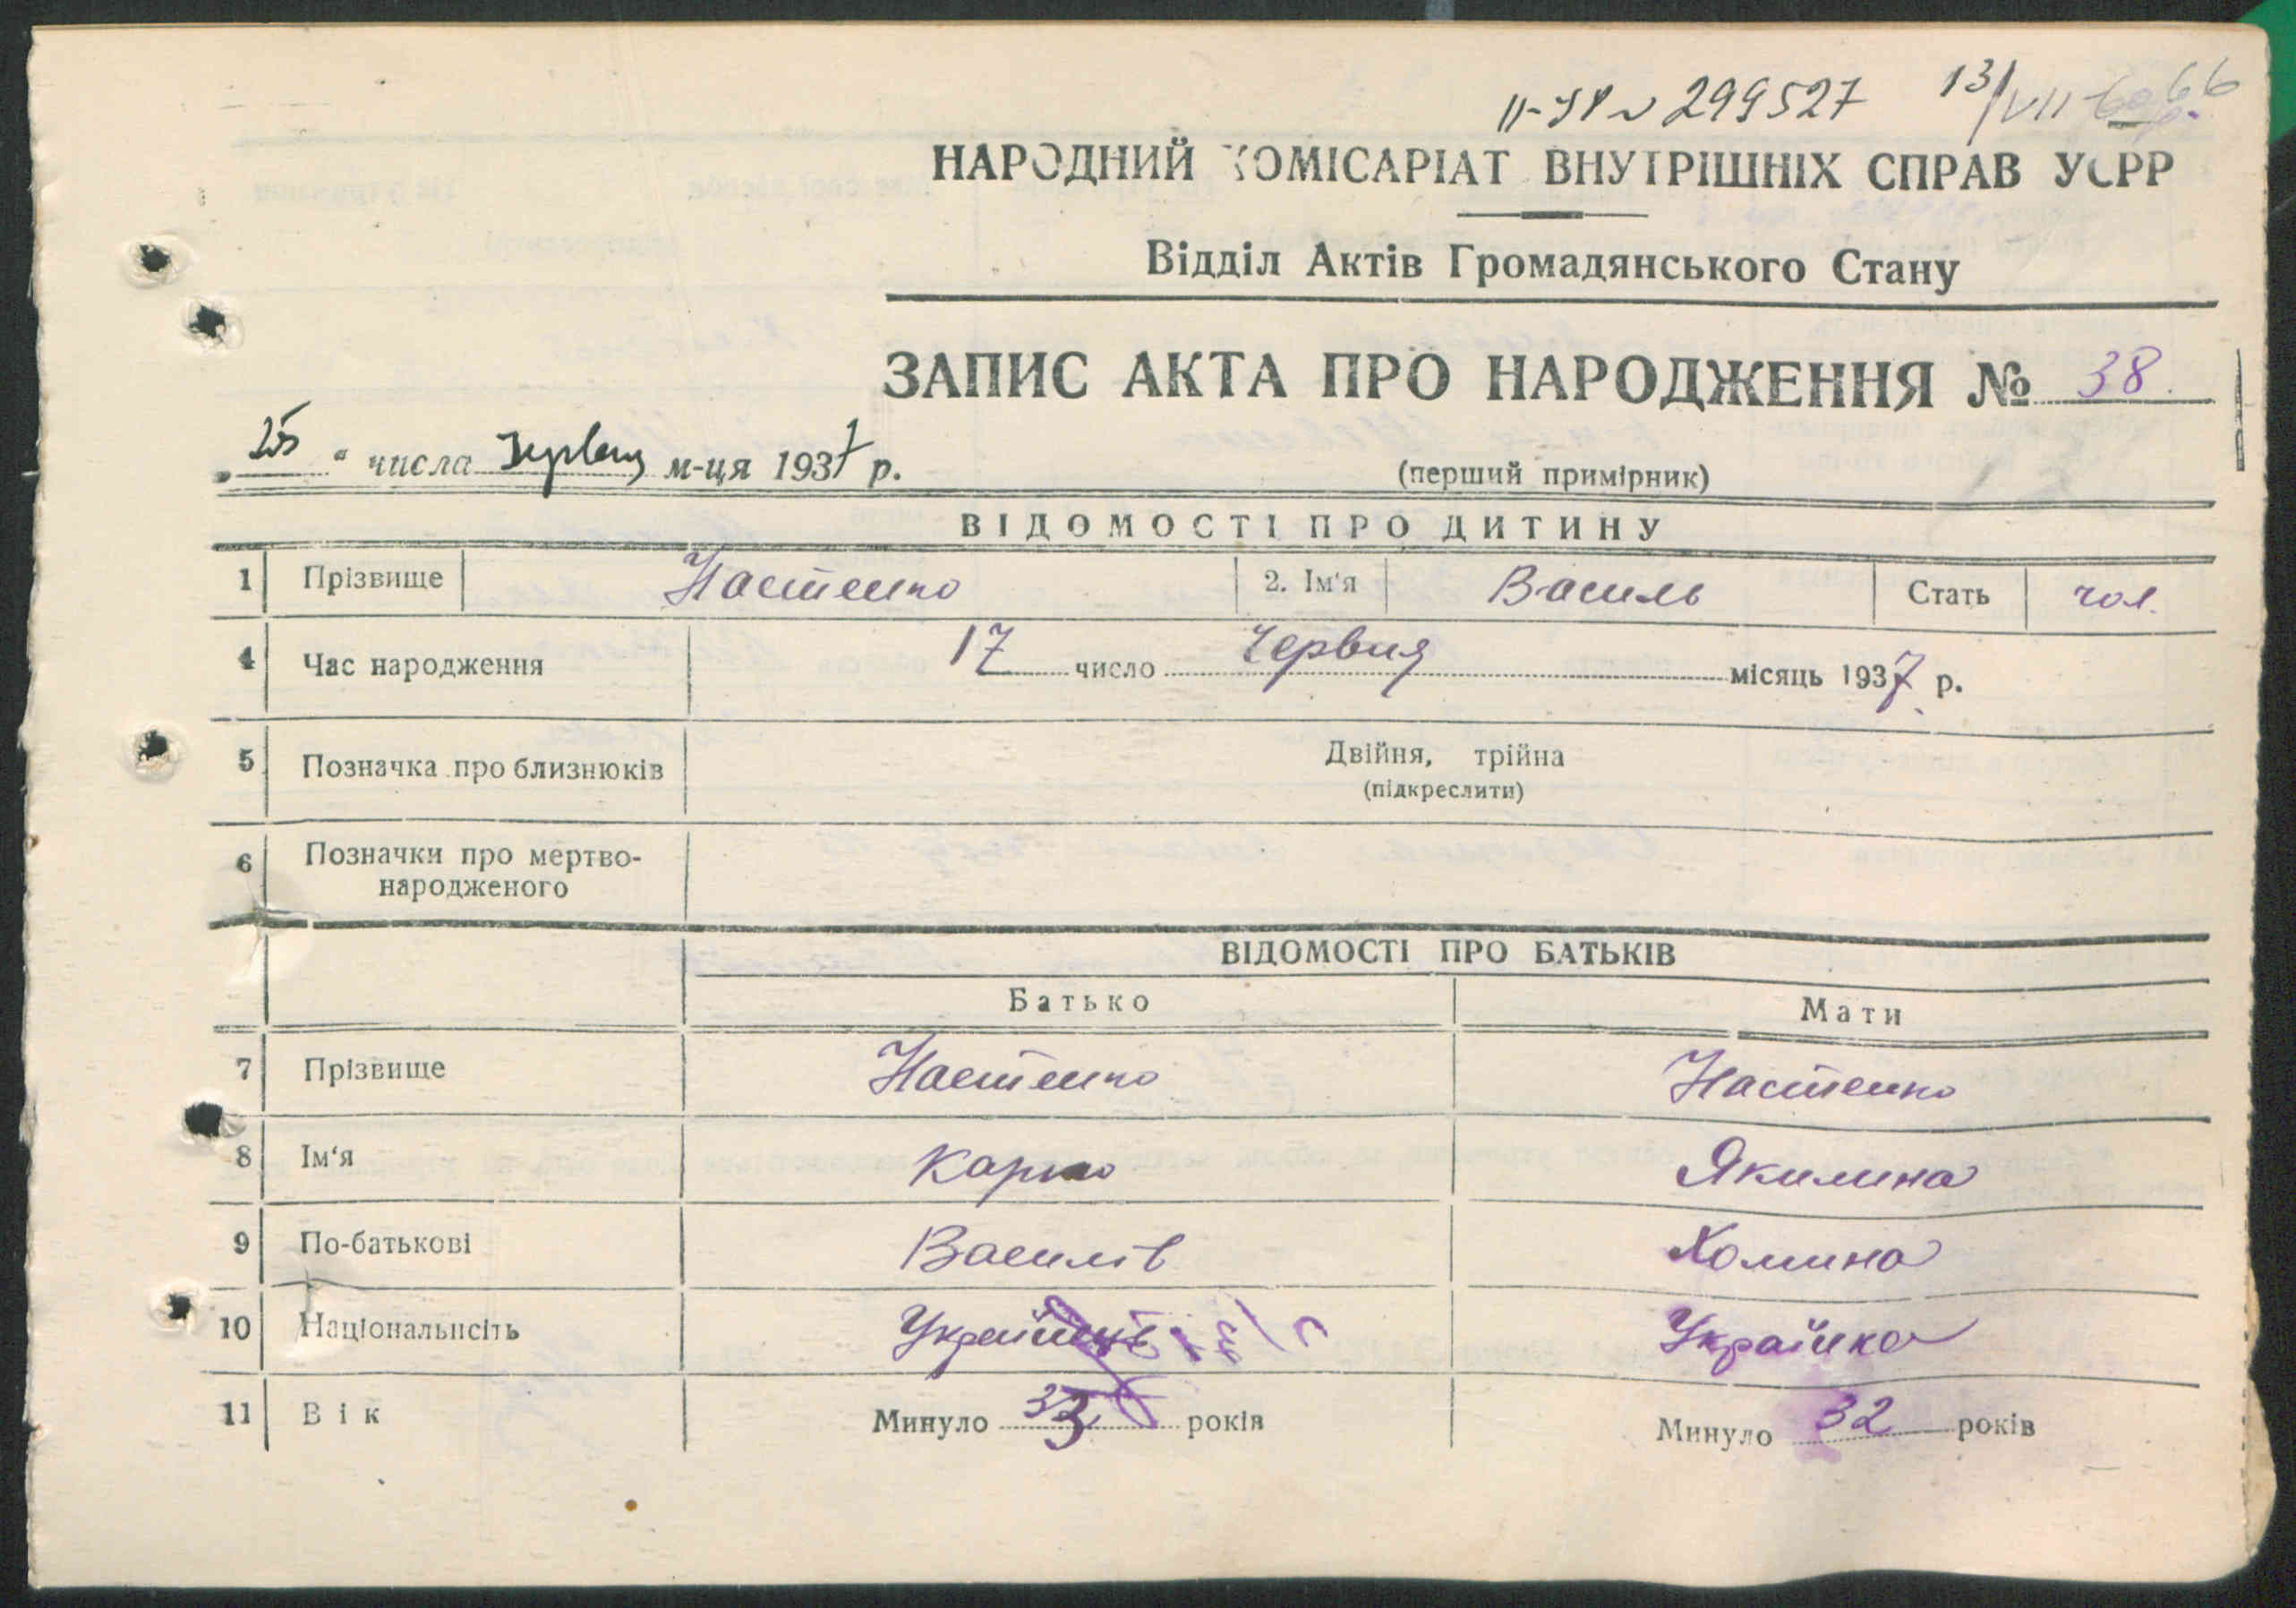 II-УР № 299527 13/VII-66
НАРОДНИЙ КОМІСАРІАТ ВНУТРІШНІХ СПРАВ УСРР
Відділ Актів Громадянського Стану
ЗАПИС АКТА ПРО НАРОДЖЕННЯ № 38
„25“ числа Червня м-ця 1937 р.
(перший примірник)
ВІДОМОСТІ ПРО ДИТИНУ
1 Прізвище Настенко 2. Ім'я Василь Стать чол.
4 Час народження 17 число Червня місяць 1937 р.
5 Позначка про близнюків Двійня, трійна
(підкреслити)
6 Позначки про мертво-
народженого
ВІДОМОСТІ ПРО БАТЬКІВ
Батько Мати
7 Прізвище Настенко Настенко
8 Ім'я Карпо Якилина
9 По-батькові Василів Хомина
10 Національність Українець Українка
11 Вік Минуло 33 років Минуло 32 років